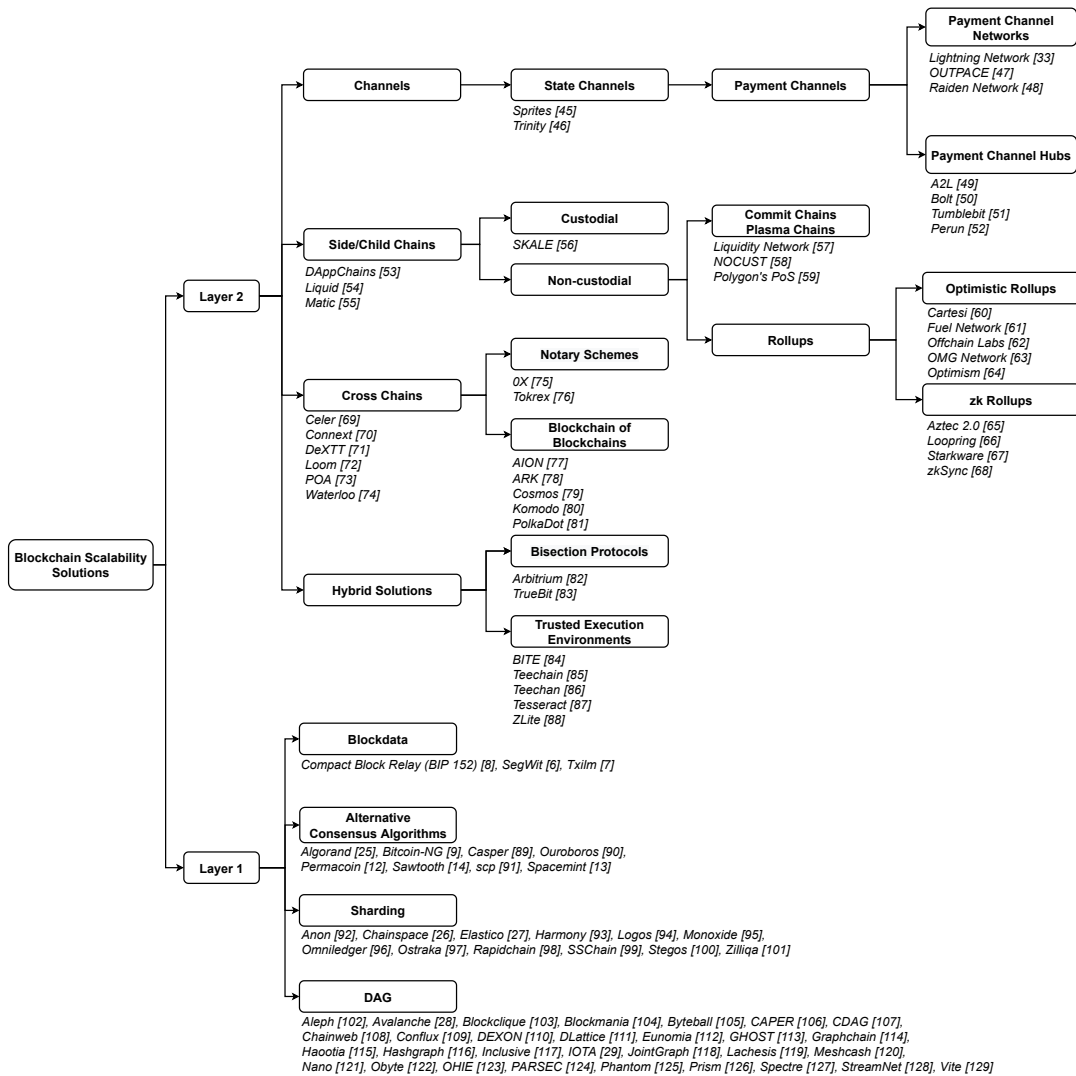 Blockchain Scalability
Solutions
Layer 2
Channels
State Channels
Sprites [45]
Trinity [46]
Payment Channels
Payment Channel
Networks
Lightning Network [33]
OUTPACE [47]
Raiden Network [48]
Payment Channel Hubs
A2L [49]
Bolt [50]
Tumblebit [51]
Perun [52]
Side/Child Chains
DAppChains [53]
Liquid [54]
Matic [55]
Custodial
SKALE [56]
Non-custodial
Commit Chains
Plasma Chains
Liquidity Network [57]
NOCUST [58]
Polygon's PoS [59]
Rollups
Optimistic Rollups
Cartesi [60]
Fuel Network [61]
Offchain Labs [62]
OMG Network [63]
Optimism [64]
zk Rollups
Aztec 2.0 [65]
Loopring [66]
Starkware [67]
zkSync [68]
Cross Chains
Celer [69]
Connext [70]
DeXTT [71]
Loom [72]
POA [73]
Waterloo [74]
Notary Schemes
0X [75]
Tokrex [76]
Blockchain of
Blockchains
AION [77]
ARK [78]
Cosmos [79]
Komodo [80]
PolkaDot [81]
Hybrid Solutions
Bisection Protocols
Arbitrium [82]
TrueBit [83]
Trusted Execution
Environments
BITE [84]
Teechain [85]
Teechan [86]
Tesseract [87]
ZLite [88]
Layer 1
Blockdata
Compact Block Relay (BIP 152) [8], SegWit [6], Txilm [7]
Alternative
Consensus Algorithms
Algorand [25], Bitcoin-NG [9], Casper [89], Ouroboros [90],
Permacoin [12], Sawtooth [14], scp [91], Spacemint [13]
Sharding
Anon [92], Chainspace [26], Elastico [27], Harmony [93], Logos [94], Monoxide [95],
Omniledger [96], Ostraka [97], Rapidchain [98], SSChain [99], Stegos [100], Zilliqa [101]
DAG
Aleph [102], Avalanche [28], Blockclique [103], Blockmania [104], Byteball [105], CAPER [106], CDAG [107],
Chainweb [108], Conflux [109], DEXON [110], DLattice [111], Eunomia [112], GHOST [113], Graphchain [114],
Haootia [115], Hashgraph [116], Inclusive [117], IOTA [29], JointGraph [118], Lachesis [119], Meshcash [120],
Nano [121], Obyte [122], OHIE [123], PARSEC [124], Phantom [125], Prism [126], Spectre [127], StreamNet [128], Vite [129]